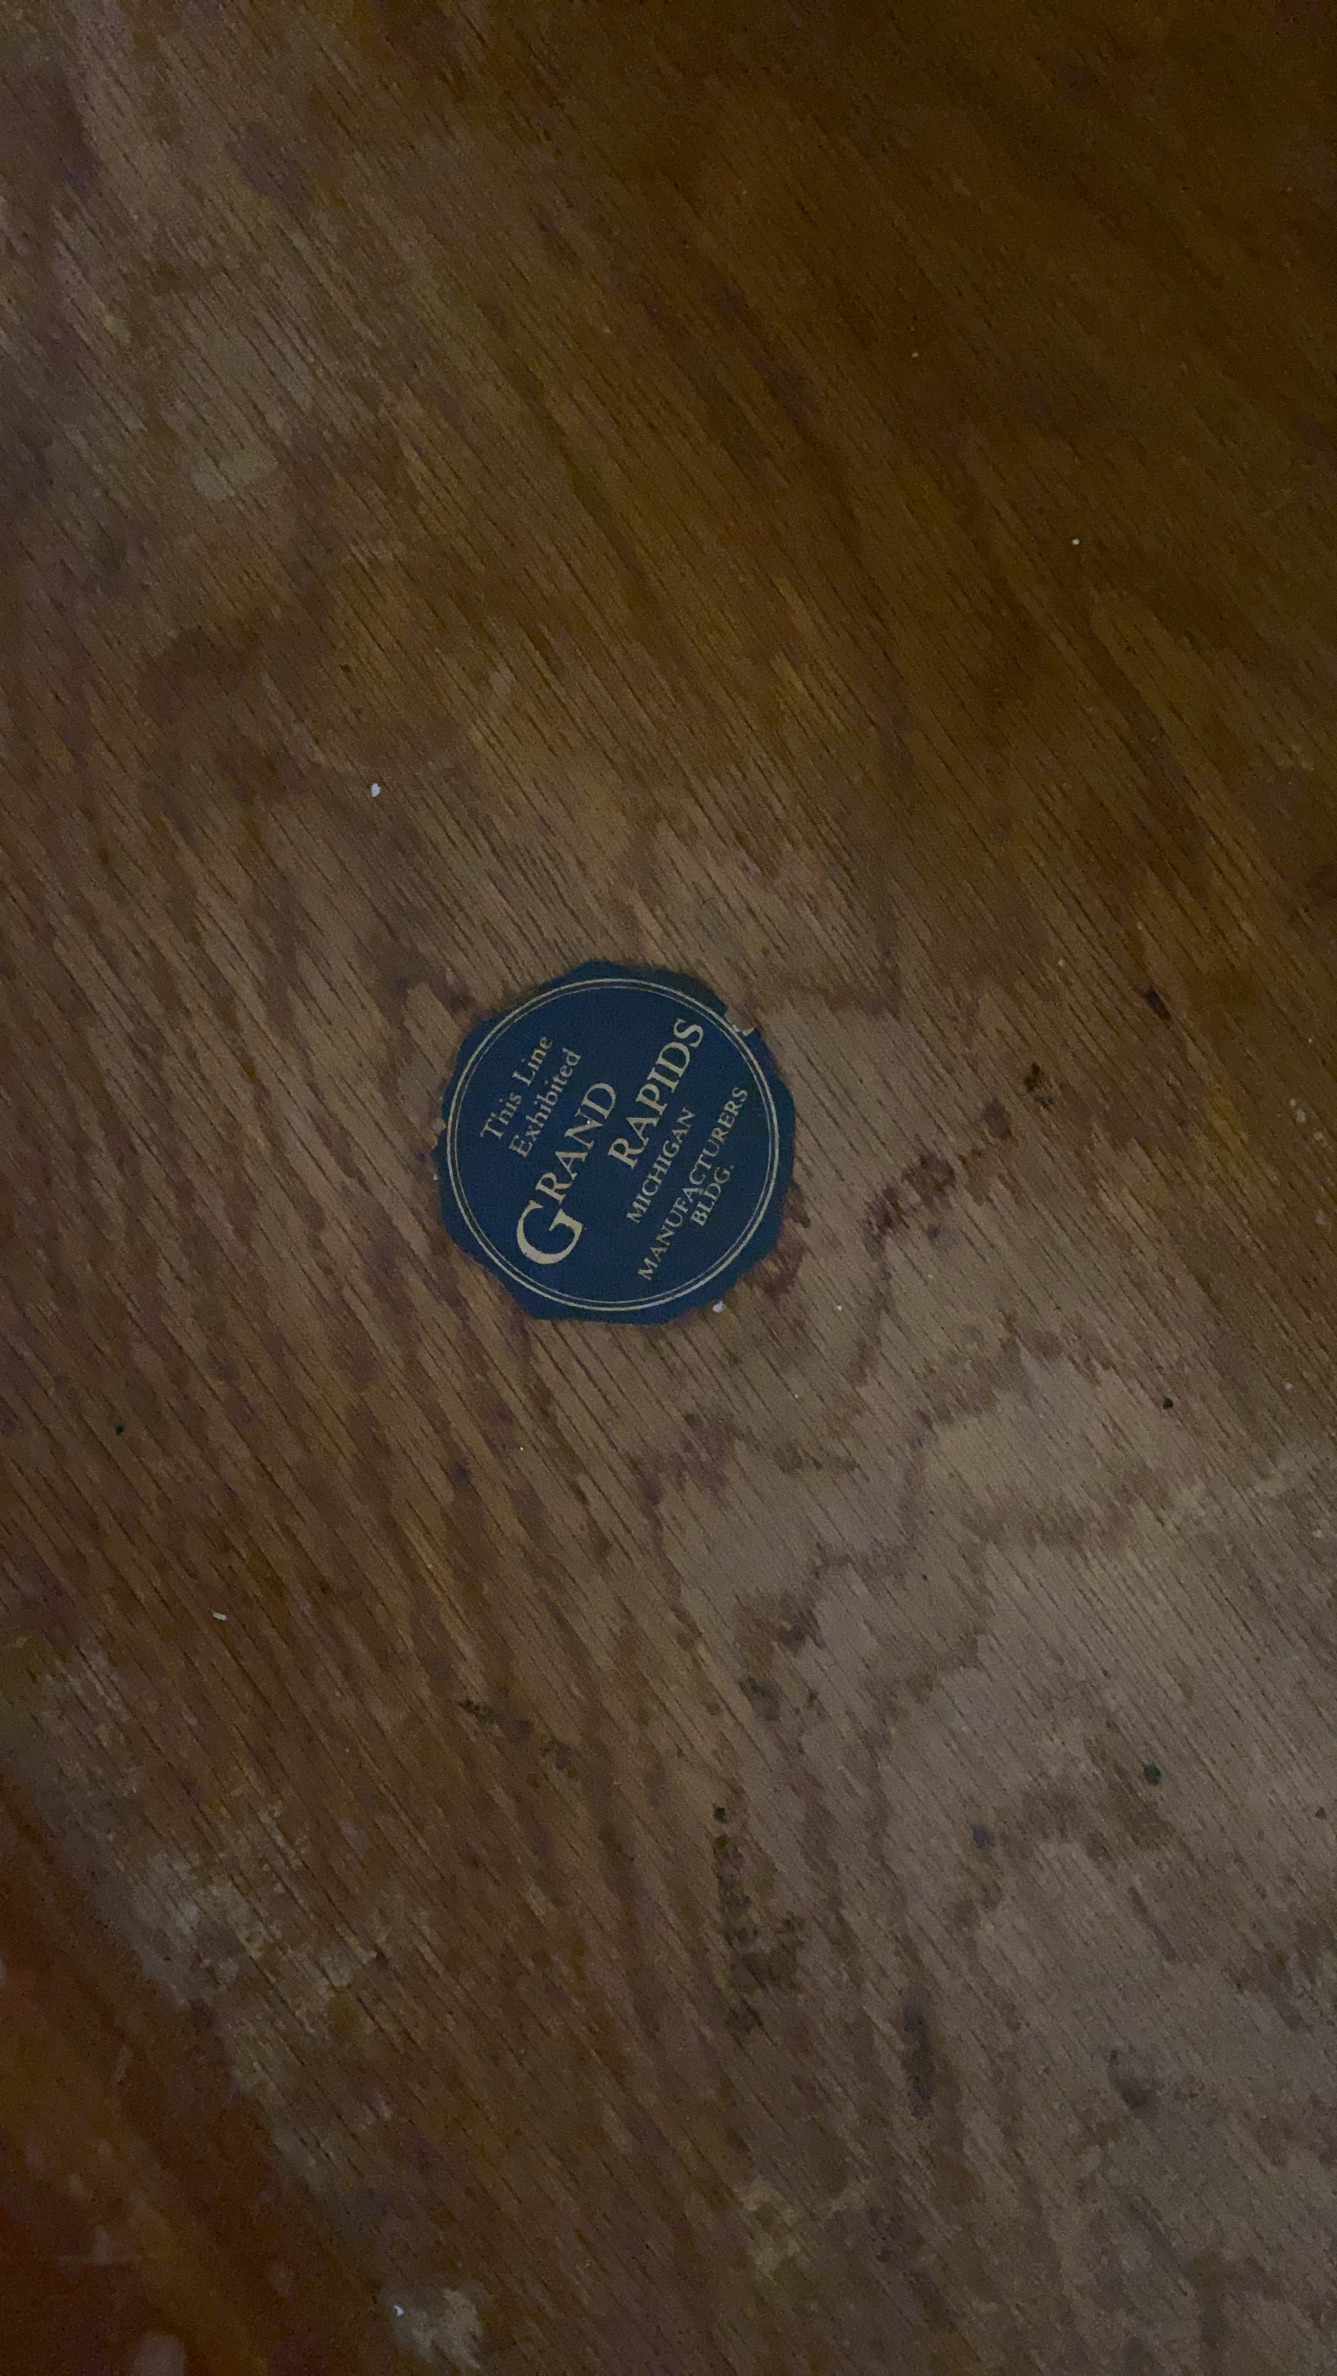 This Line
Exhibited
GRAND
RAPIDS
MICHIGAN
MANUFACTURERS
BLDG.